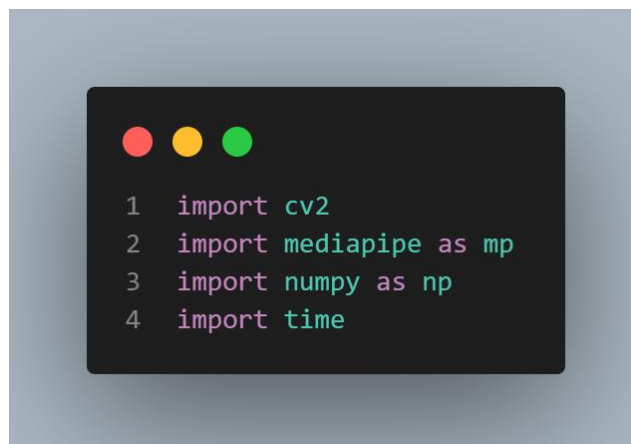 1 import cv2
2 import mediapipe as mp
3 import numpy as np
4 import time